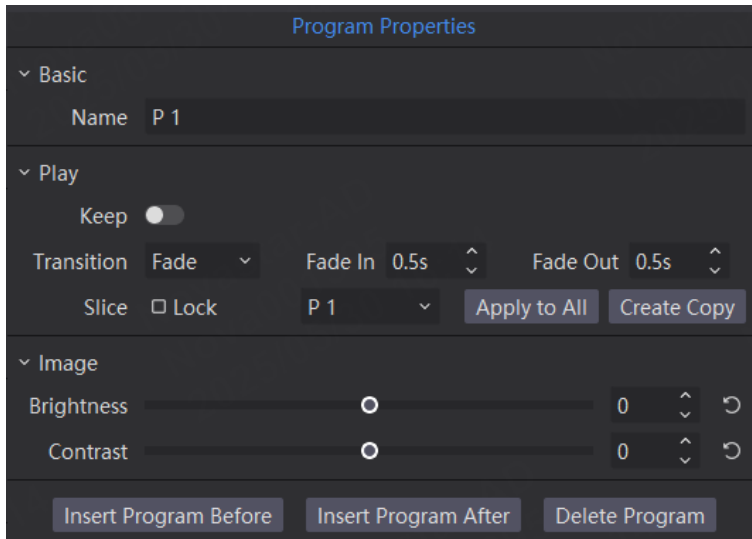 Program Properties
Basic
Name P 1
Play
Keep
Transition Fade Fade In 0.5s Fade Out 0.5s
Slice Lock P 1 Apply to All Create Copy
Image
Brightness 0
Contrast 0
Insert Program Before Insert Program After Delete Program